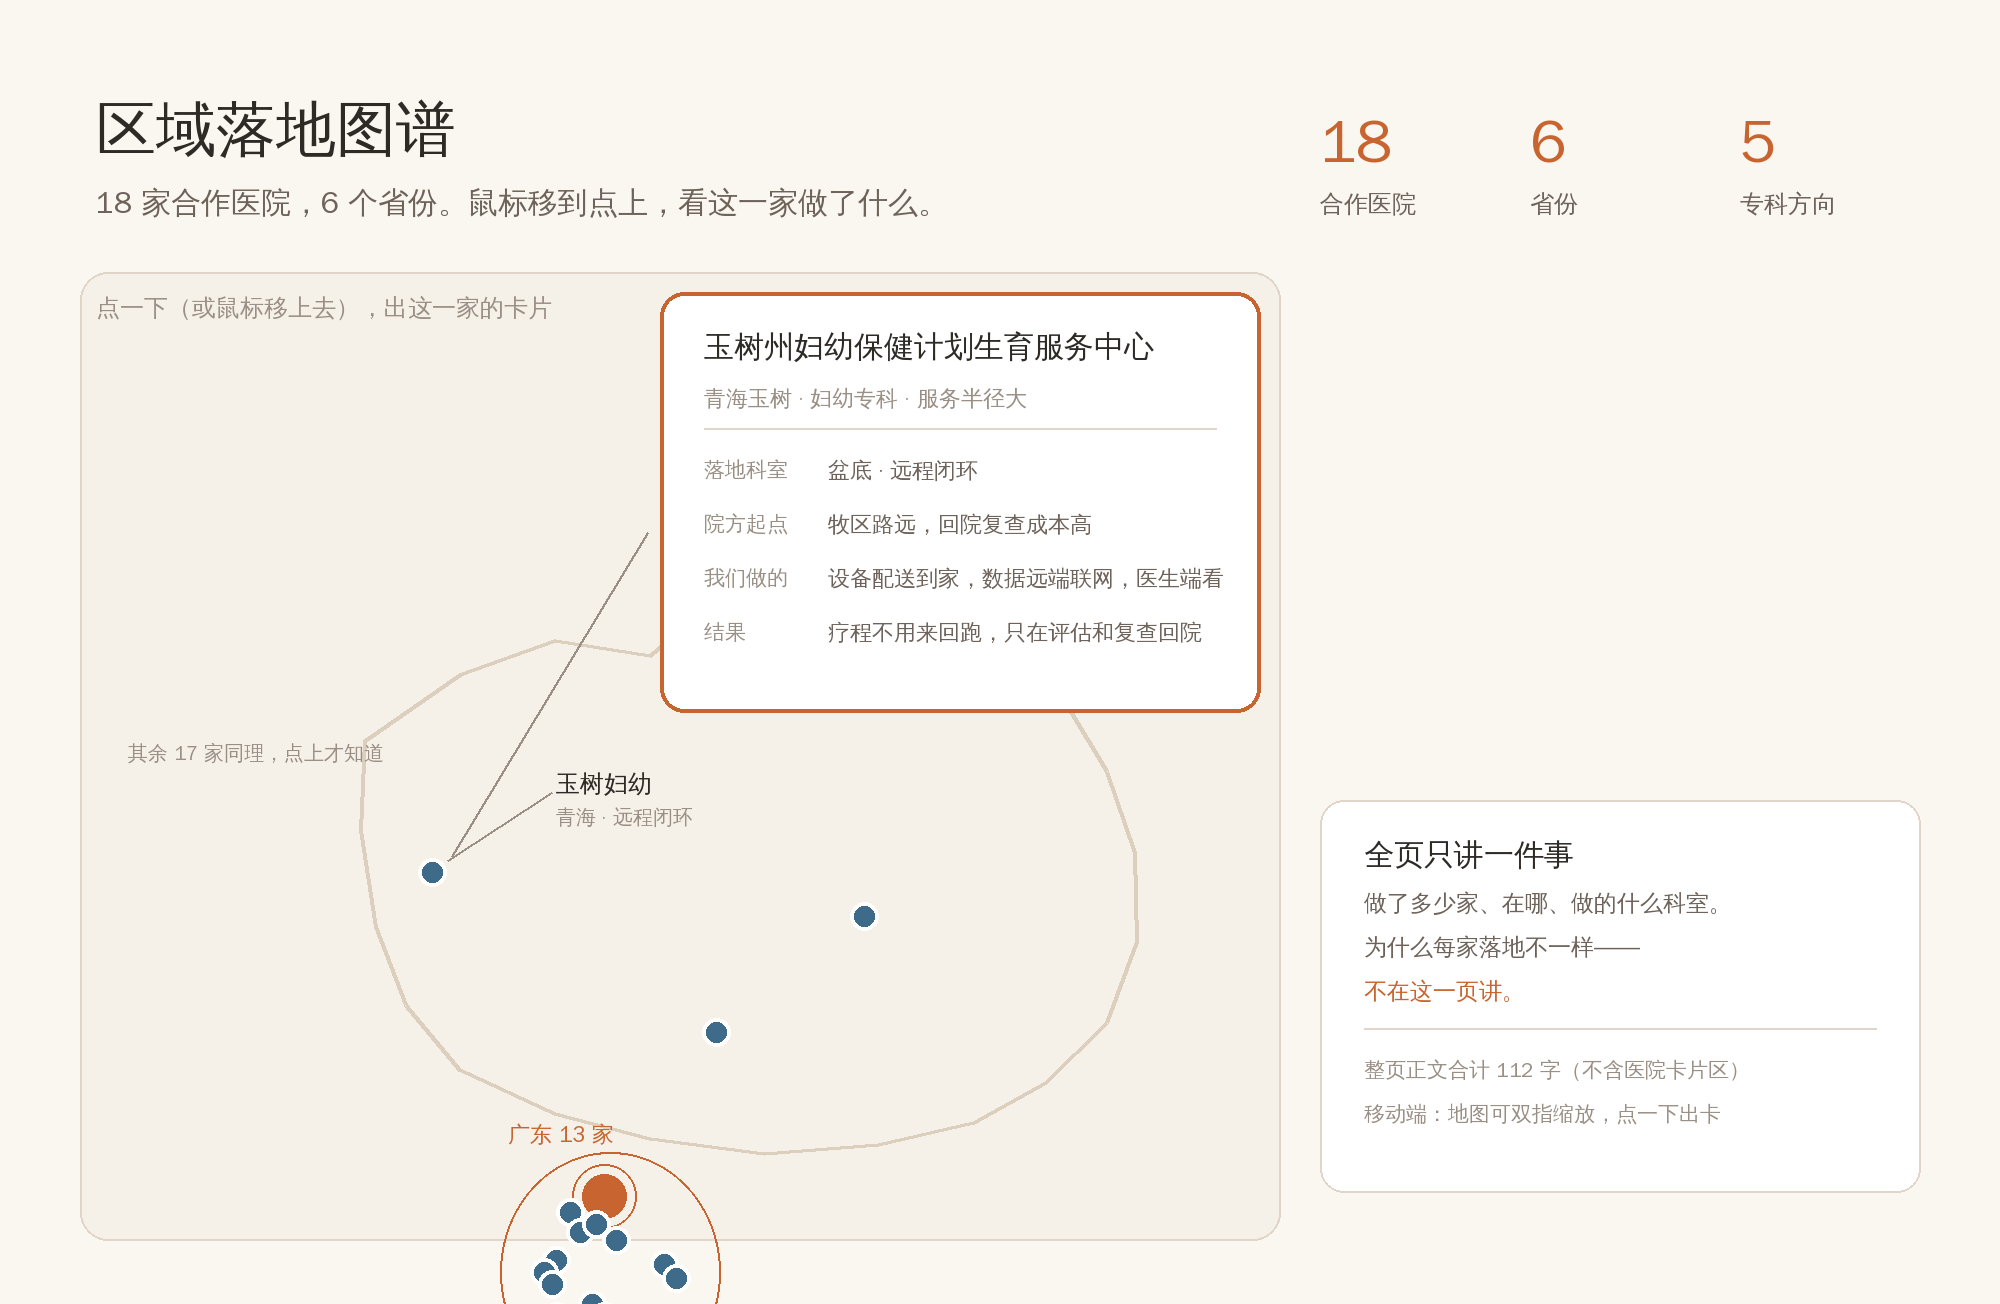 区域落地图谱
18 家合作医院，6 个省份。鼠标移到点上，看这一家做了什么。
18
合作医院
6
省份
5
专科方向
点一下（或鼠标移上去），出这一家的卡片
玉树州妇幼保健计划生育服务中心
青海玉树 · 妇幼专科 · 服务半径大
落地科室 盆底 · 远程闭环
院方起点 牧区路远，回院复查成本高
我们做的 设备配送到家，数据远端联网，医生端看
结果 疗程不用来回跑，只在评估和复查回院
其余 17 家同理，点上才知道
玉树妇幼
青海 · 远程闭环
广东 13 家
全页只讲一件事
做了多少家、在哪、做的什么科室。
为什么每家落地不一样——
不在这一页讲。
整页正文合计 112 字（不含医院卡片区）
移动端：地图可双指缩放，点一下出卡